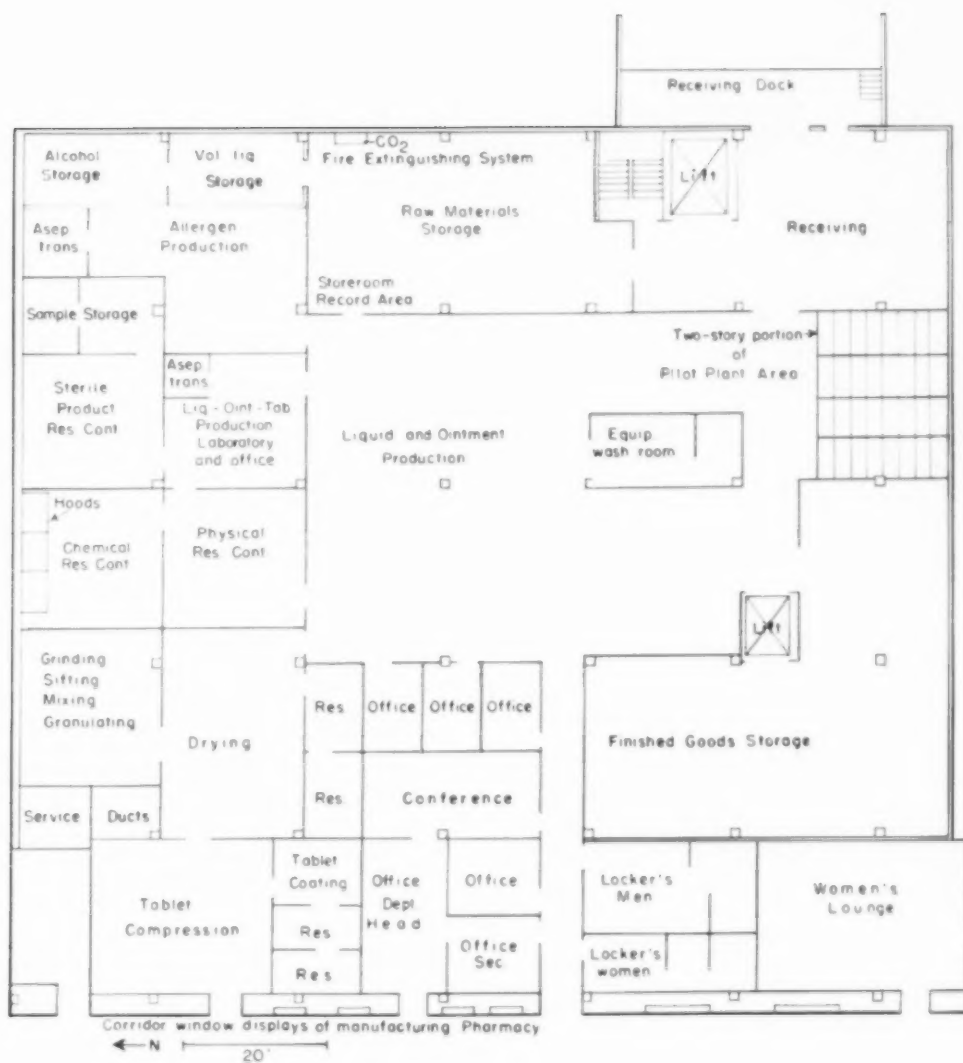 Receiving Dock
CO2
Alcohol
Storage
Vol. liq
Storage
Fire Extinguishing System
Lift
Raw Materials
Storage
Receiving
Asep
trans
Allergen
Production
Storeroom
Record Area
Sample Storage
Two-story portion
of
Pilot Plant Area
Asep
trans
Sterile
Product
Res Cont
Liq - Oint - Tab
Production
Laboratory
and office
Liquid and Ointment
Production
Equip
wash room
Hoods
Chemical
Res Cont
Physical
Res Cont
Lift
Grinding
Sifting
Mixing
Granulating
Drying
Res.
Office
Office
Office
Finished Goods Storage
Res.
Conference
Service
Ducts
Tablet
Compression
Tablet
Coating
Res
Res
Office
Dept
Head
Office
Office
Sec
Locker's
Men
Locker's
women
Women's
Lounge
Corridor window displays of manufacturing Pharmacy
N
20'